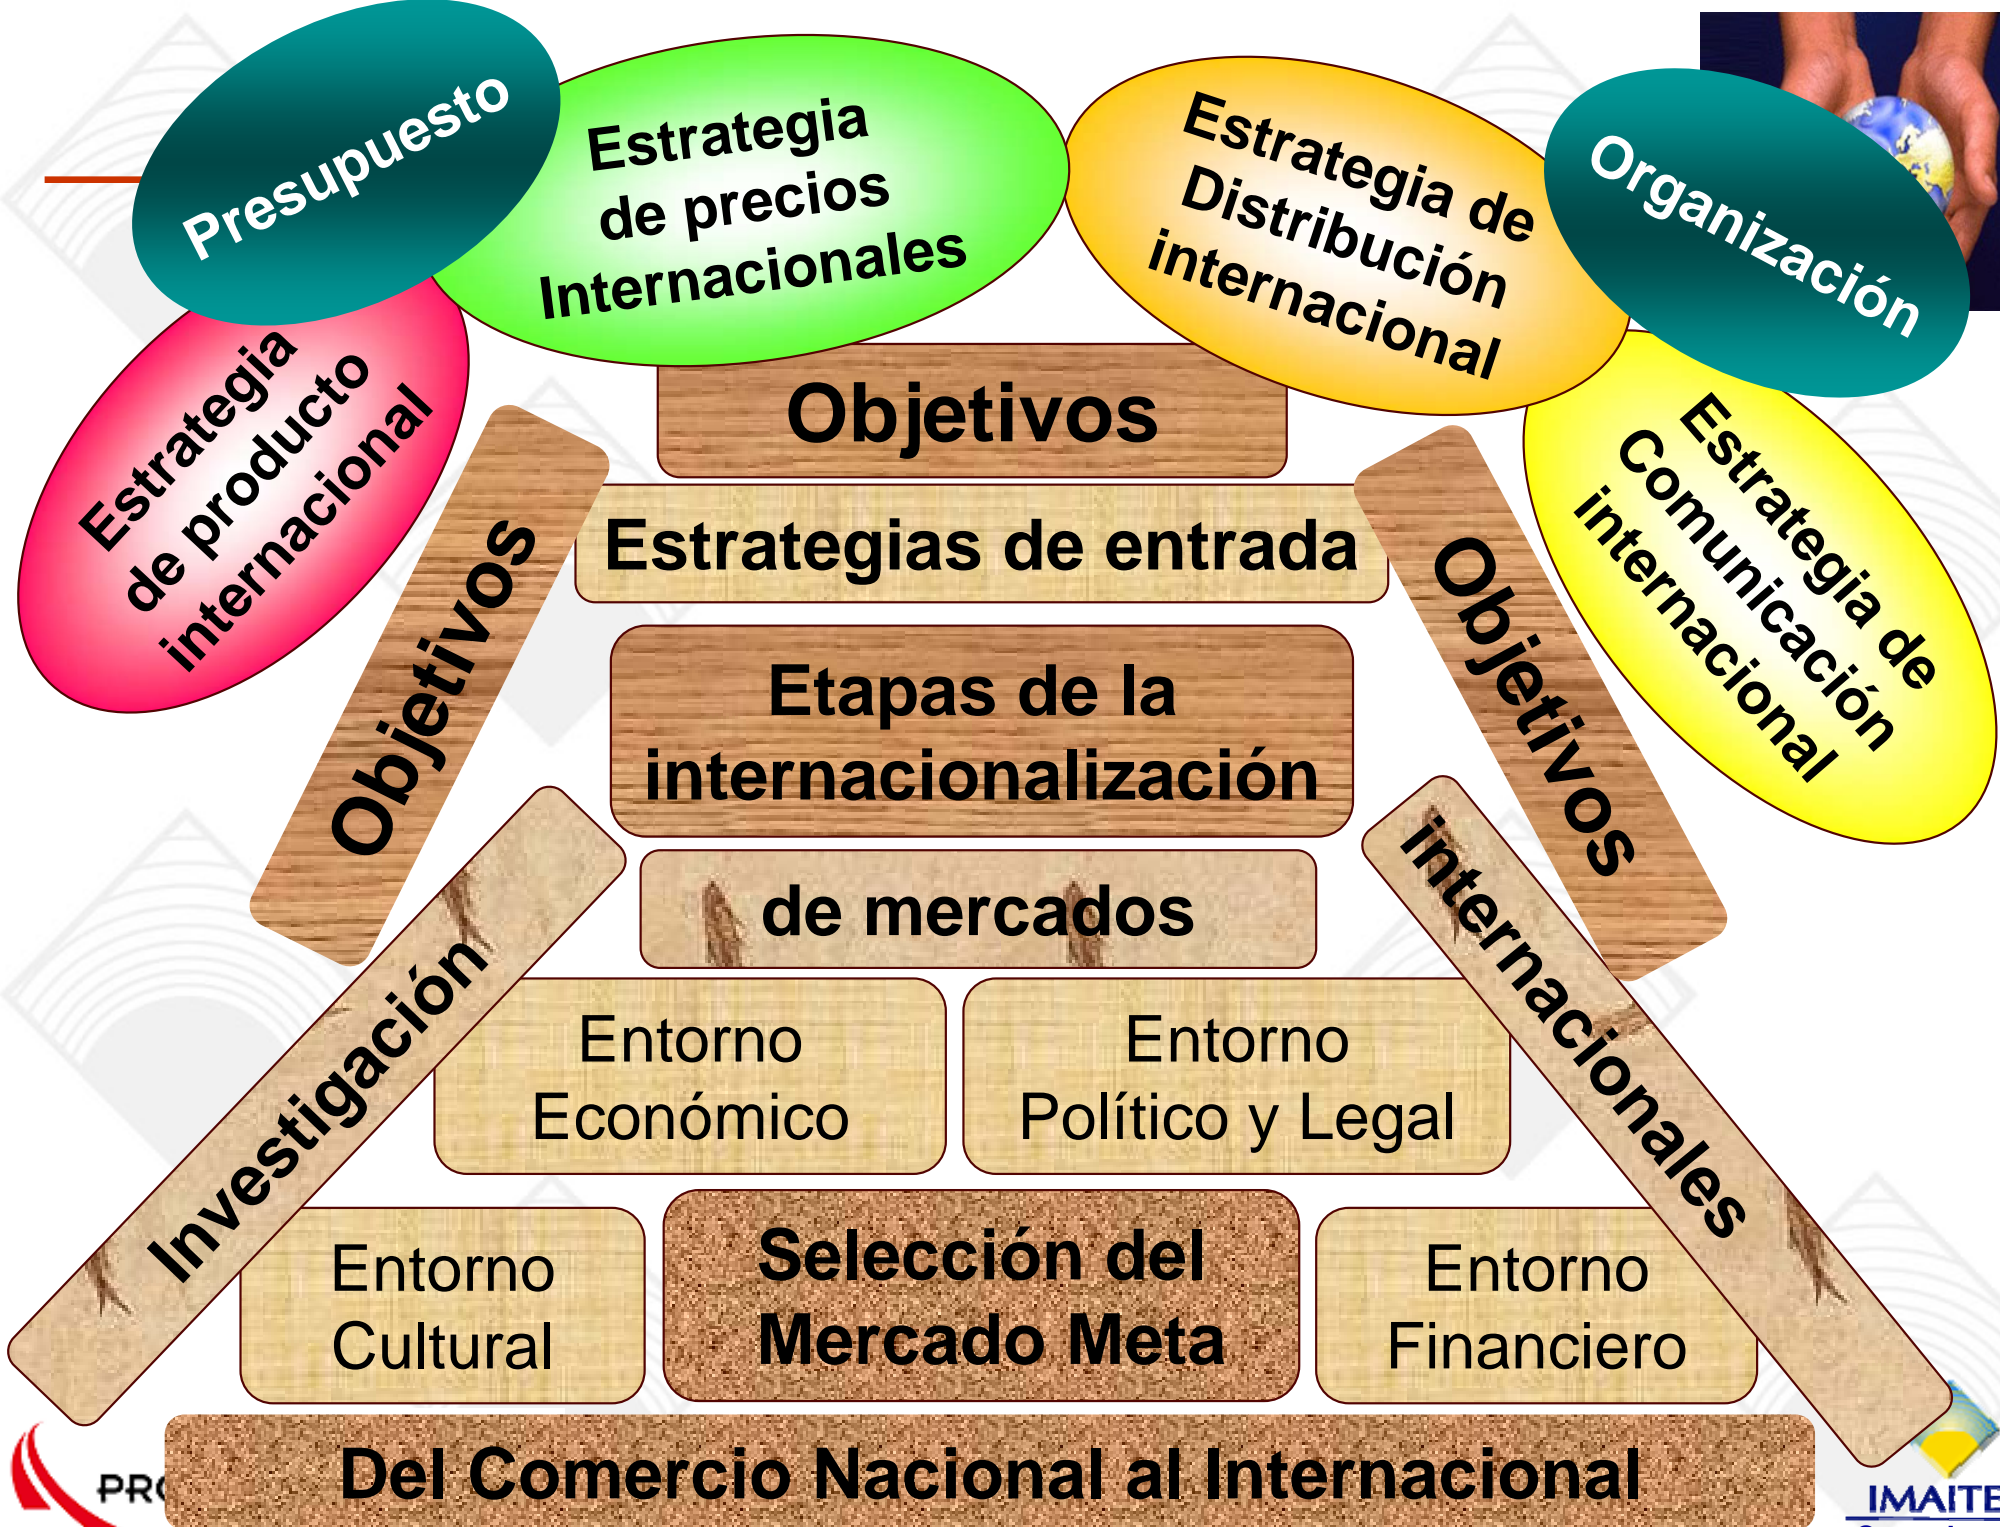 Presupuesto
Estrategia
de precios
Internacionales
Estrategia de
Distribución
internacional
Organización
Estrategia
de producto
internacional
Objetivos
Estrategia de
Comunicación
internacional
Objetivos
Estrategias de entrada
Objetivos
Etapas de la
internacionalización
de mercados
Investigación
internacionales
Entorno
Económico
Entorno
Político y Legal
Entorno
Cultural
Selección del
Mercado Meta
Entorno
Financiero
Del Comercio Nacional al Internacional
PRO
IMAITE